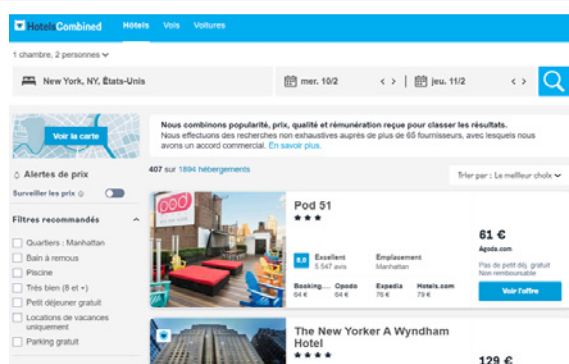 HotelsCombined Hôtels Vols Voitures
1 chambre, 2 personnes
New York, NY, États-Unis mer. 10/2 < > jeu. 11/2 < >
Voir la carte
Nous combinons popularité, prix, qualité et rémunération reçue pour classer les résultats.
Nous effectuons des recherches non exhaustives auprès de plus de 65 fournisseurs, avec lesquels nous
avons un accord commercial. En savoir plus.
Alertes de prix
Surveiller les prix
407 sur 1894 hébergements
Trier par : Le meilleur choix
Filtres recommandés
Quartiers : Manhattan
Bain à remous
Piscine
Très bien (8 et +)
Petit déjeuner gratuit
Locations de vacances
uniquement
Parking gratuit
pod
Pod 51
8,0 Excellent
5 547 avis
Emplacement
Manhattan
Booking.... Opodo Expedia Hotels.com
64 € 64 € 76 € 79 €
61 €
Agoda.com
Pas de petit déj. gratuit
Non remboursable
Voir l'offre
The New Yorker A Wyndham
Hotel
129 €